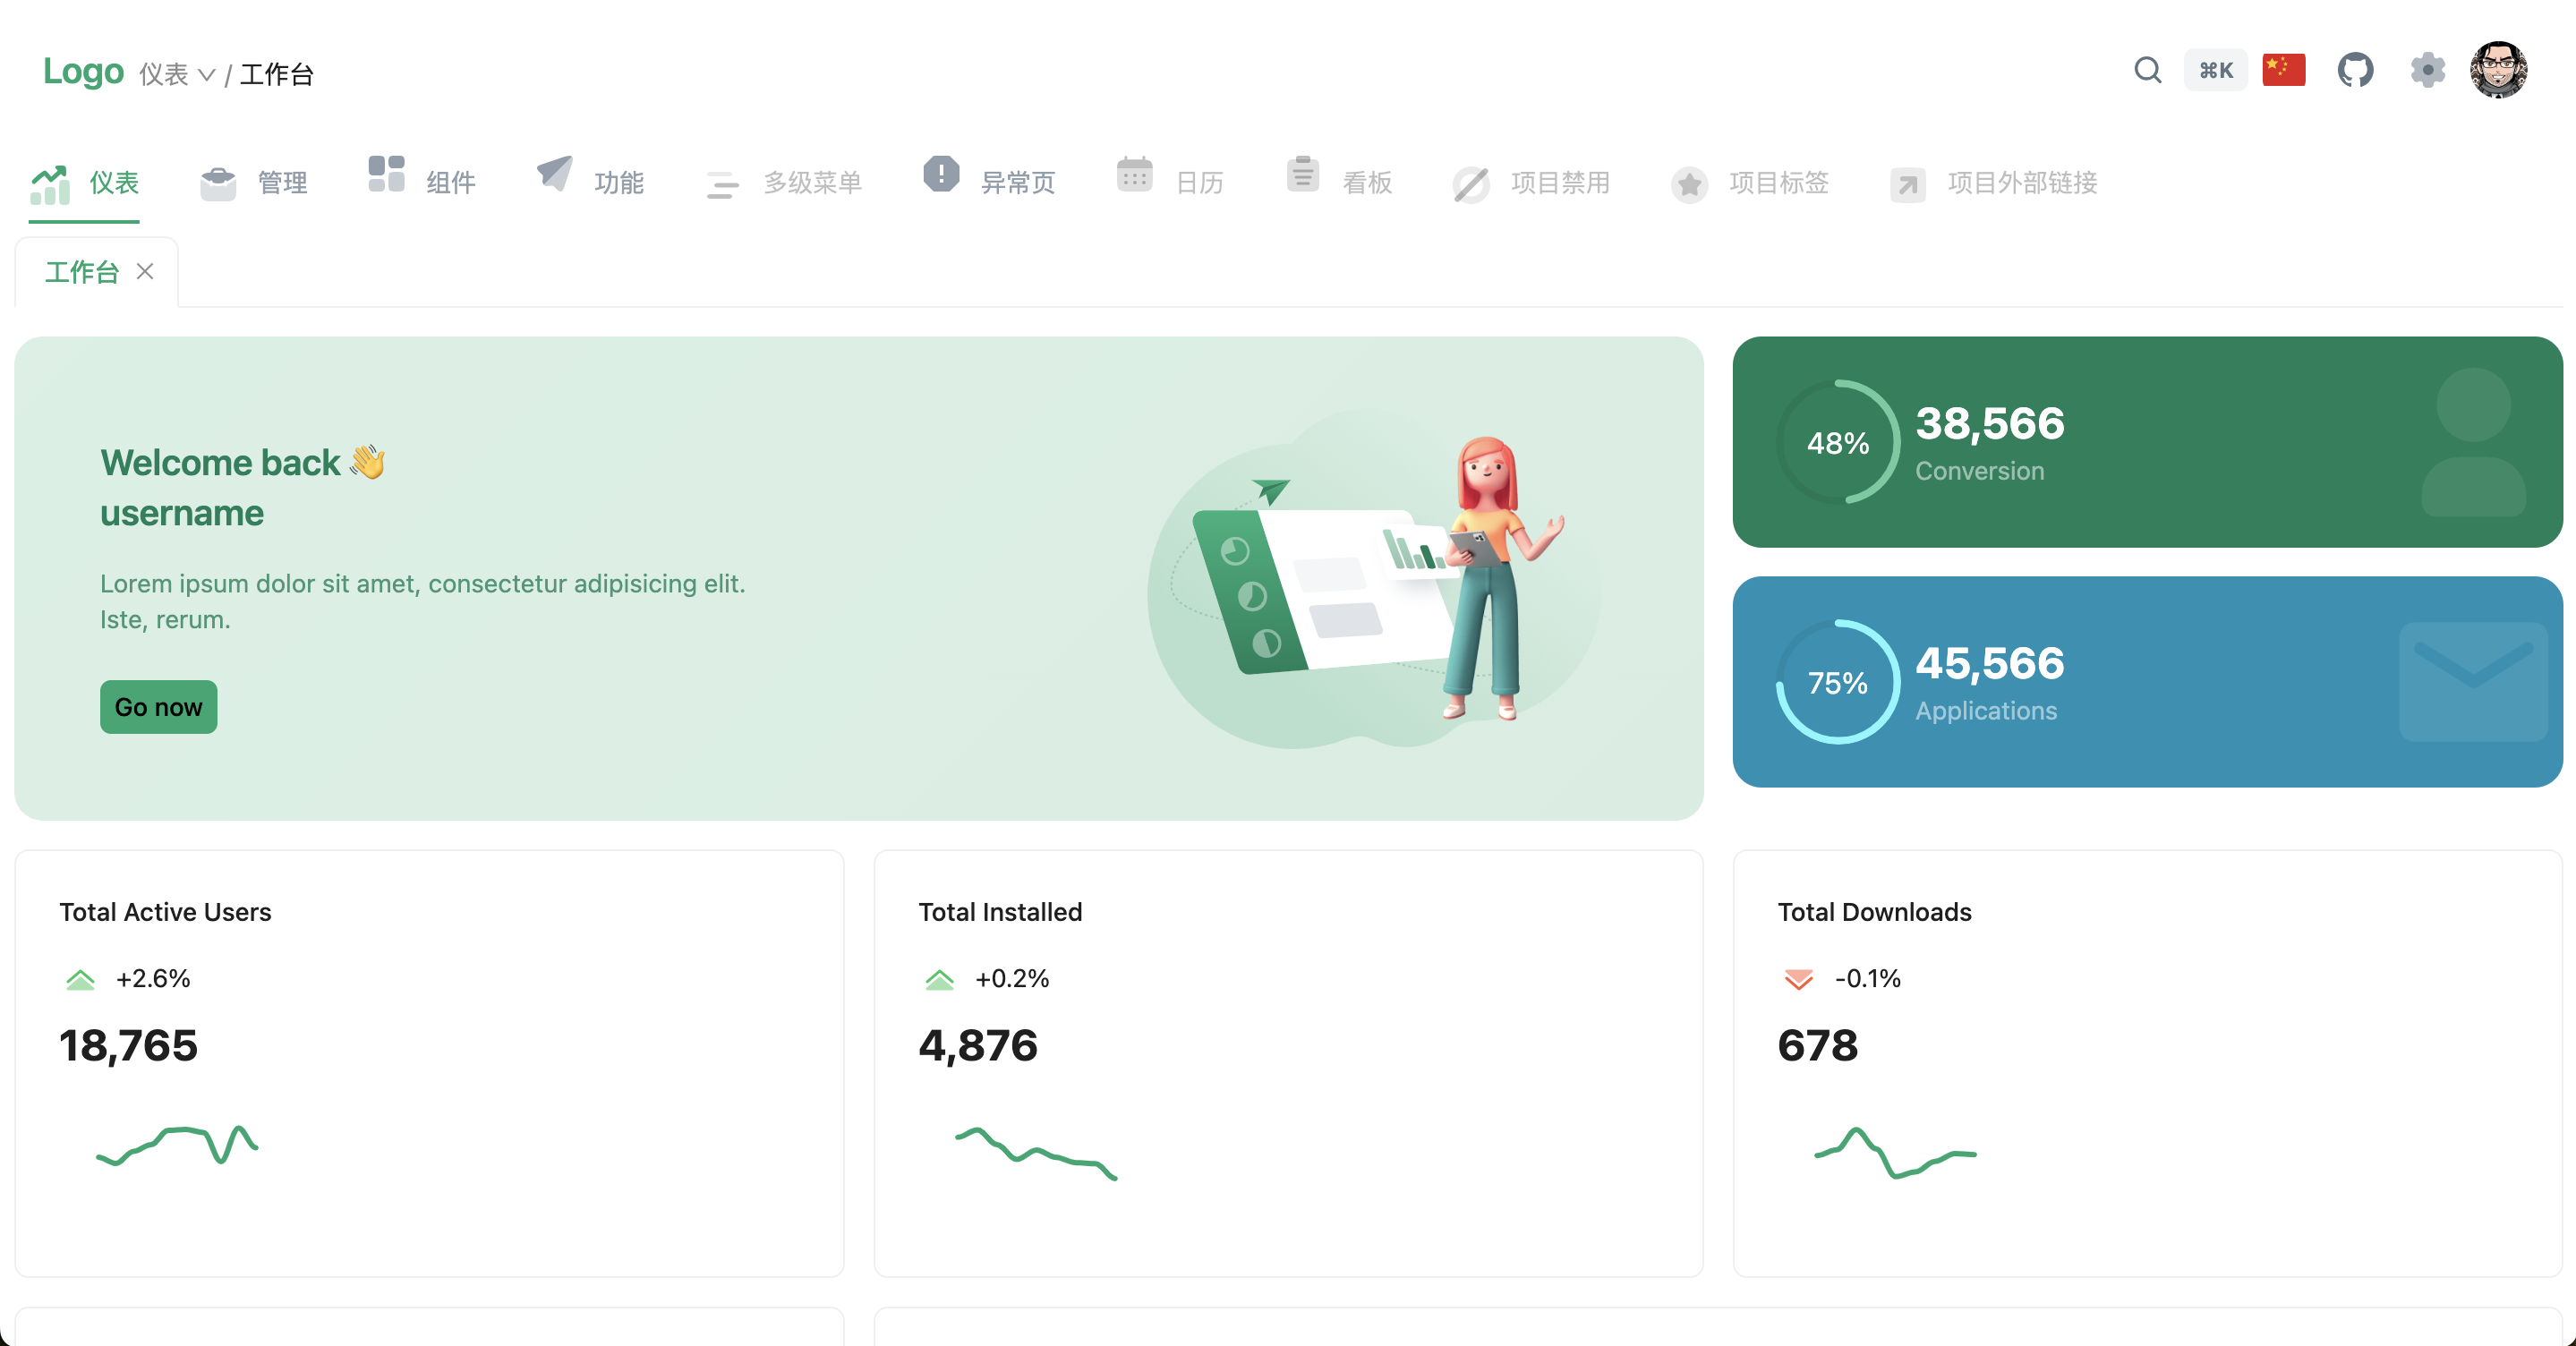 Logo 仪表 / 工作台 ⌘K
仪表 管理 组件 功能 多级菜单 异常页 日历 看板 项目禁用 项目标签 项目外部链接
工作台
Welcome back 👋
username
Lorem ipsum dolor sit amet, consectetur adipisicing elit.
Iste, rerum.
Go now
48%
38,566
Conversion
75%
45,566
Applications
Total Active Users
+2.6%
18,765
Total Installed
+0.2%
4,876
Total Downloads
-0.1%
678